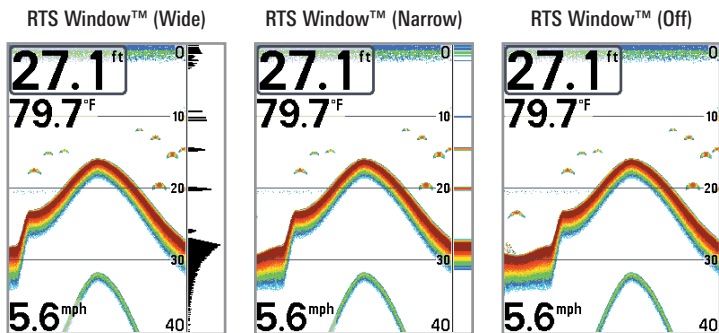 RTS Window™ (Wide)
RTS Window™ (Narrow)
RTS Window™ (Off)
27.1 ft
79.7 °F
0
10
20
30
40
5.6 mph
27.1 ft
79.7 °F
0
10
20
30
40
5.6 mph
27.1 ft
79.7 °F
0
10
20
30
40
5.6 mph